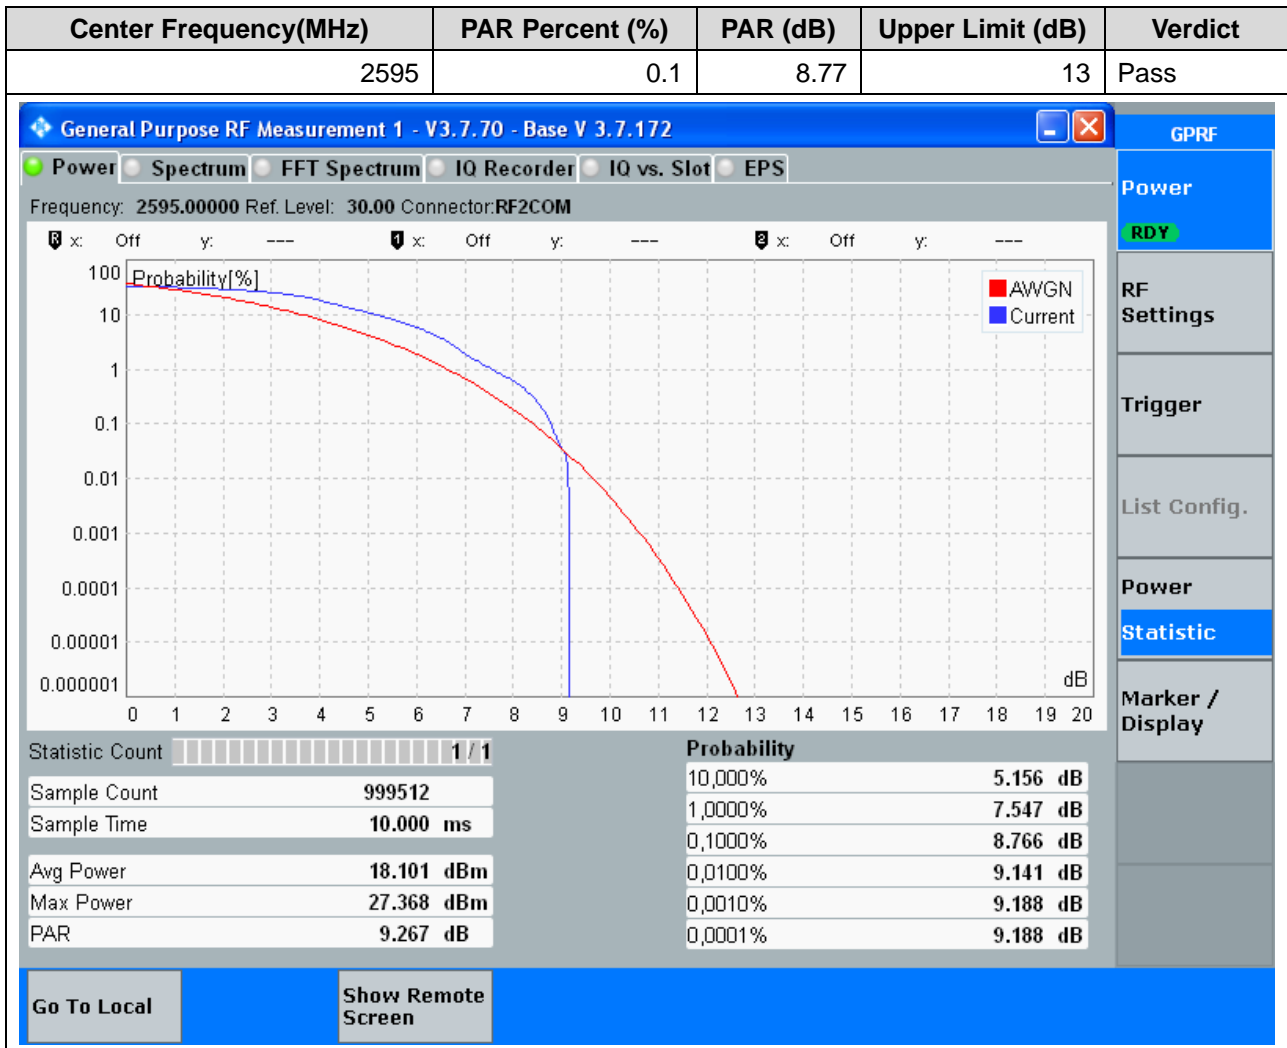 Center Frequency(MHz) PAR Percent (%) PAR (dB) Upper Limit (dB) Verdict
2595 0.1 8.77 13 Pass
General Purpose RF Measurement 1 - V3.7.70 - Base V 3.7.172
GPRF
Power Spectrum FFT Spectrum IQ Recorder IQ vs. Slot EPS
Power
RDY
Frequency: 2595.00000 Ref. Level: 30.00 Connector:RF2COM
R x: Off y: --- 1 x: Off y: --- 2 x: Off y: ---
Probability[%]
AWGN
Current
100
10
1
0.1
0.01
0.001
0.0001
0.00001
0.000001
dB
0 1 2 3 4 5 6 7 8 9 10 11 12 13 14 15 16 17 18 19 20
RF
Settings
Trigger
List Config.
Power
Statistic
Marker /
Display
Statistic Count 1 / 1
Sample Count 999512
Sample Time 10.000 ms
Avg Power 18.101 dBm
Max Power 27.368 dBm
PAR 9.267 dB
Probability
10,000% 5.156 dB
1,0000% 7.547 dB
0,1000% 8.766 dB
0,0100% 9.141 dB
0,0010% 9.188 dB
0,0001% 9.188 dB
Go To Local
Show Remote
Screen